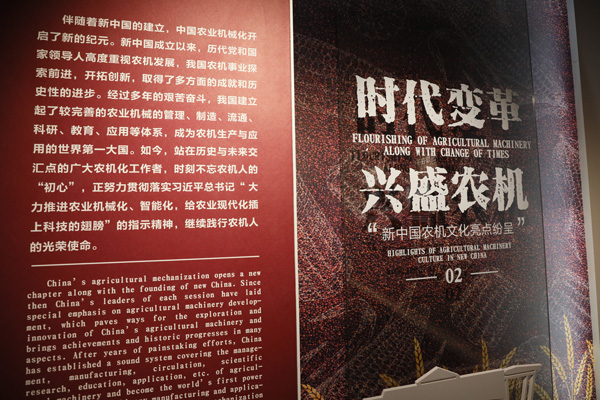 伴随着新中国的建立，中国农业机械化开
启了新的纪元。新中国成立以来，历代党和国
家领导人高度重视农机发展，我国农机事业探
索前进，开拓创新，取得了多方面的成就和历
史性的进步。经过多年的艰苦奋斗，我国建立
起了较完善的农业机械的管理、制造、流通、
科研、教育、应用等体系，成为农机生产与应
用的世界第一大国。如今，站在历史与未来交
汇点的广大农机化工作者，时刻不忘农机人的
“初心”，正努力贯彻落实习近平总书记“大
力推进农业机械化、智能化，给农业现代化插
上科技的翅膀”的指示精神，继续践行农机人
的光荣使命。
China's agricultural mechanization opens a new
chapter along with the founding of new China. Since
then China's leaders of each session have laid
special emphasis on agricultural machinery develop-
ment, which paves ways for the exploration and
innovation of China's agricultural machinery and
brings achievements and historic progresses in many
aspects. After years of painstaking efforts, China
has established a sound system covering the manage-
ment, manufacturing, circulation, scientific
research, education, application, etc. of agricul-
machinery and become the world's first power
machinery manufacturing and applica-
mechanization
时代变革
FLOURISHING OF AGRICULTURAL MACHINERY
ALONG WITH CHANGE OF TIMES
兴盛农机
“新中国农机文化亮点纷呈”
HIGHLIGHTS OF AGRICULTURAL MACHINERY
CULTURE IN NEW CHINA
02